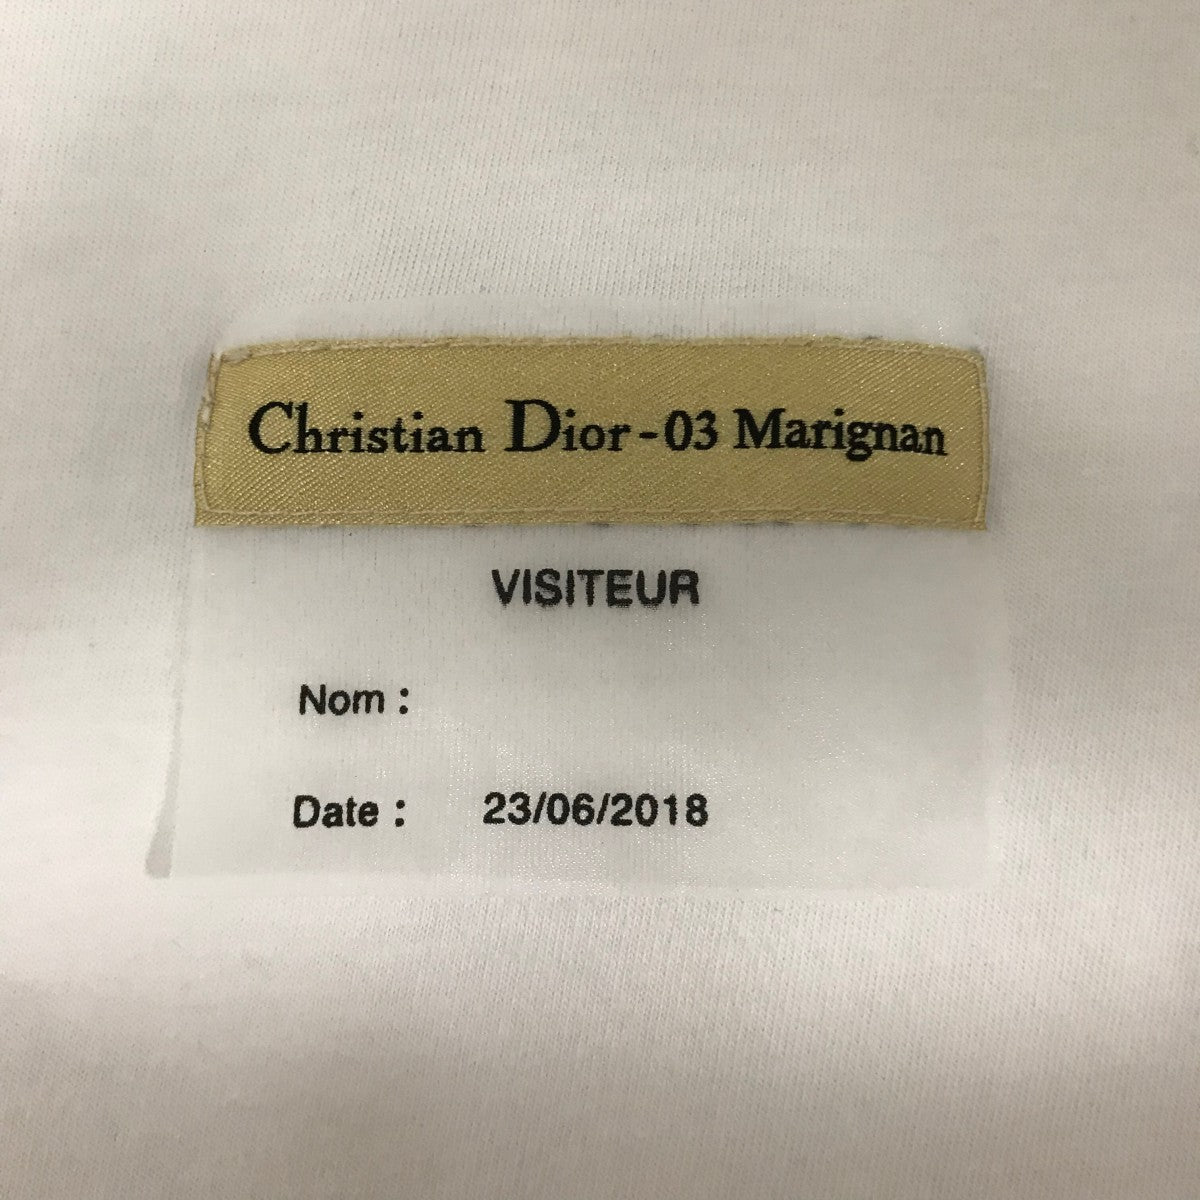 Christian Dior - 03 Marignan
VISITEUR
Nom :
Date : 23/06/2018